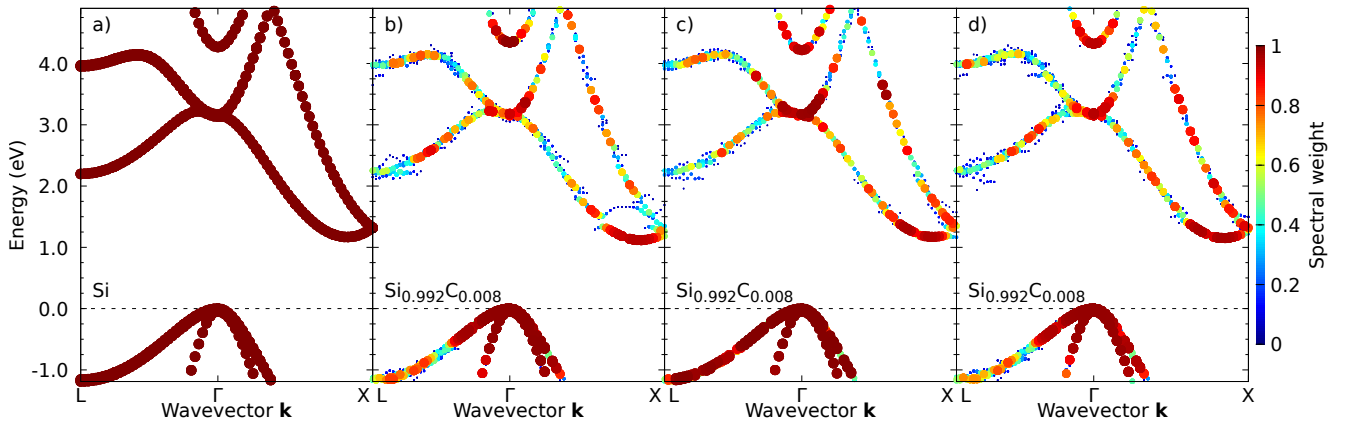 a) b) c) d)
4.0
3.0
2.0
1.0
0.0
-1.0
Energy (eV)
Si
Si0.992C0.008
Si0.992C0.008
Si0.992C0.008
L Γ X
L Γ X
L Γ X
L Γ X
Wavevector k
Wavevector k
Wavevector k
Wavevector k
1
0.8
0.6
0.4
0.2
0
Spectral weight